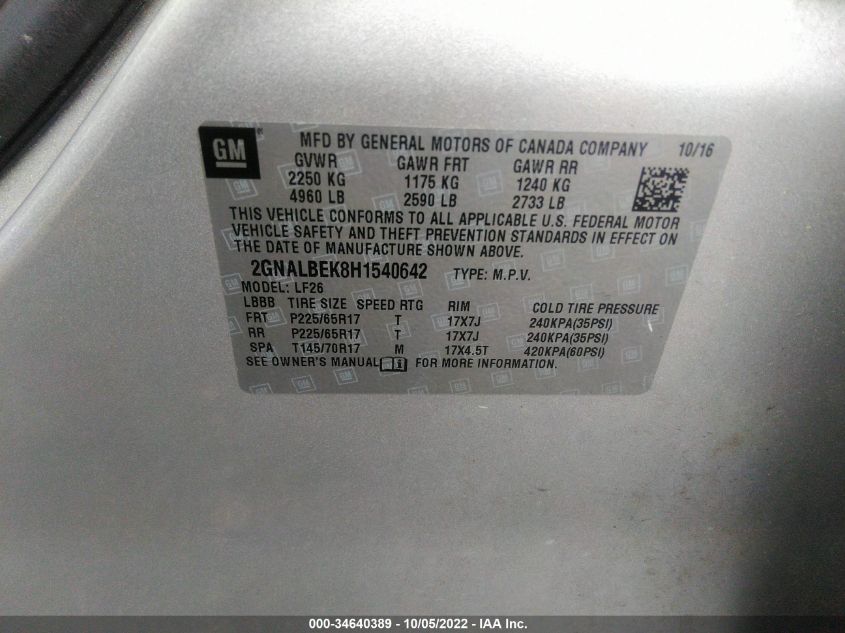 GM ® MFD BY GENERAL MOTORS OF CANADA COMPANY 10/16
GVWR GAWR FRT GAWR RR
2250 KG 1175 KG 1240 KG
4960 LB 2590 LB 2733 LB
THIS VEHICLE CONFORMS TO ALL APPLICABLE U.S. FEDERAL MOTOR
VEHICLE SAFETY AND THEFT PREVENTION STANDARDS IN EFFECT ON
THE DATE OF MANUFACTURE SHOWN ABOVE.
2GNALBEK8H1540642 TYPE: M.P.V.
MODEL: LF26
LBBB TIRE SIZE SPEED RTG RIM COLD TIRE PRESSURE
FRT P225/65R17 T 17X7J 240KPA(35PSI)
RR P225/65R17 T 17X7J 240KPA(35PSI)
SPA T145/70R17 M 17X4.5T 420KPA(60PSI)
SEE OWNER'S MANUAL i FOR MORE INFORMATION.
000-34640389 - 10/05/2022 - IAA Inc.